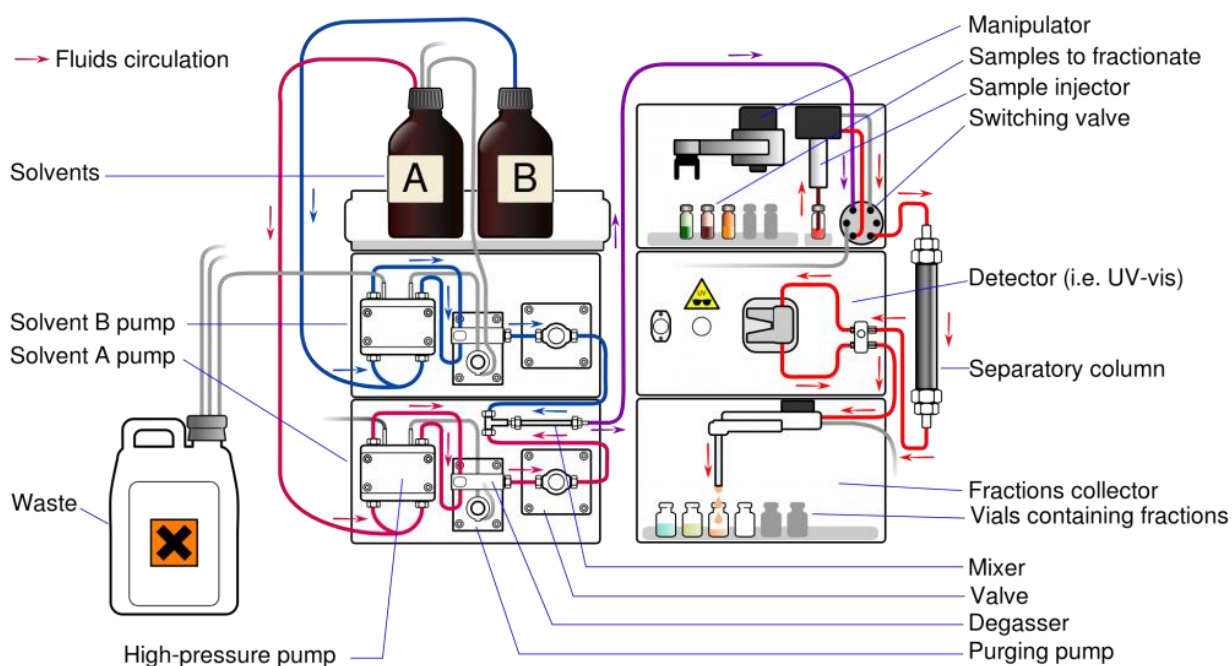 Fluids circulation
Solvents
A
B
Solvent B pump
Solvent A pump
Waste
High-pressure pump
UV
Manipulator
Samples to fractionate
Sample injector
Switching valve
Detector (i.e. UV-vis)
Separatory column
Fractions collector
Vials containing fractions
Mixer
Valve
Degasser
Purging pump